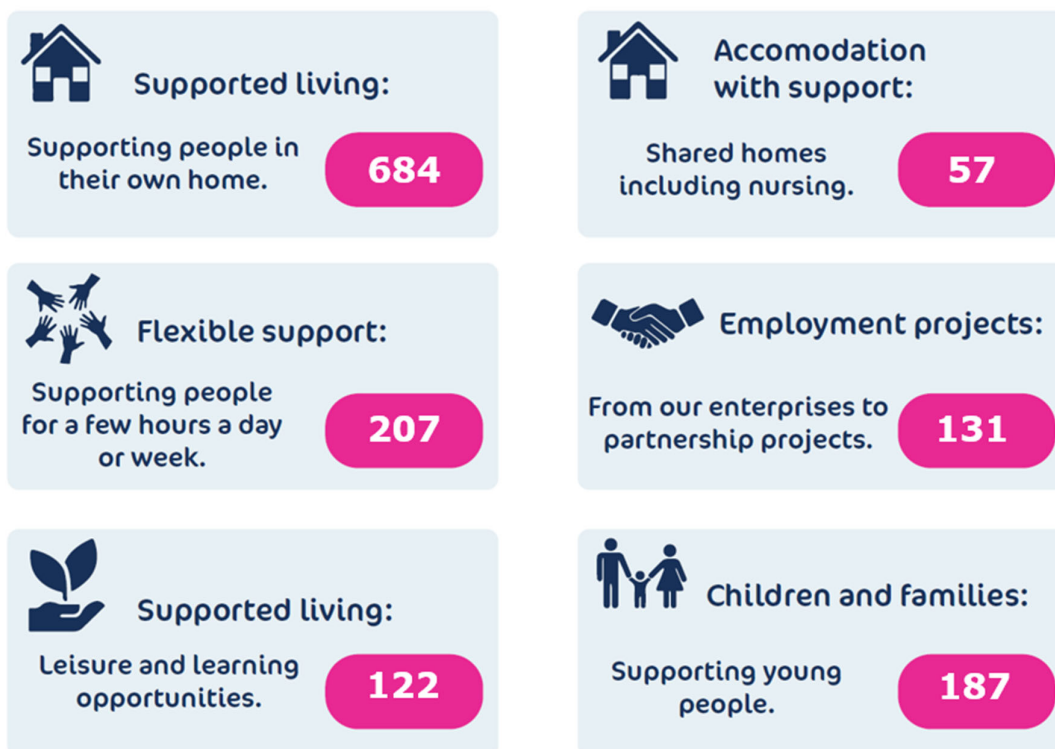 Supported living:
Supporting people in
their own home.
684
Accomodation
with support:
Shared homes
including nursing.
57
Flexible support:
Supporting people
for a few hours a day
or week.
207
Employment projects:
From our enterprises to
partnership projects.
131
Supported living:
Leisure and learning
opportunities.
122
Children and families:
Supporting young
people.
187